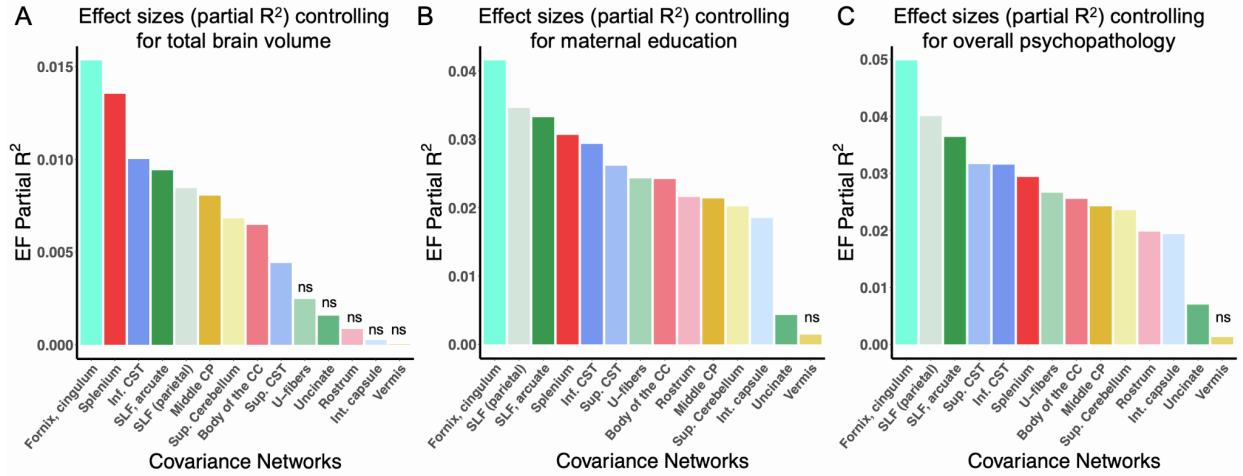 A
Effect sizes (partial R²) controlling
for total brain volume
EF Partial R²
0.015
0.010
0.005
0.000
ns
ns
ns
ns
ns
Fornix, cingulum
Splenium
Inf. CST
SLF, arcuate
SLF (parietal)
Middle CP
Sup. Cerebellum
Body of the CC
Sup. CST
U−fibers
Uncinate
Rostrum
Int. capsule
Vermis
Covariance Networks
B
Effect sizes (partial R²) controlling
for maternal education
EF Partial R²
0.04
0.03
0.02
0.01
0.00
ns
Fornix, cingulum
SLF (parietal)
SLF, arcuate
Splenium
Inf. CST
Sup. CST
U−fibers
Body of the CC
Rostrum
Middle CP
Sup. Cerebellum
Int. capsule
Uncinate
Vermis
Covariance Networks
C
Effect sizes (partial R²) controlling
for overall psychopathology
EF Partial R²
0.05
0.04
0.03
0.02
0.01
0.00
ns
Fornix, cingulum
SLF (parietal)
SLF, arcuate
Sup. CST
Inf. CST
Splenium
U−fibers
Body of the CC
Middle CP
Sup. Cerebellum
Rostrum
Int. capsule
Uncinate
Vermis
Covariance Networks